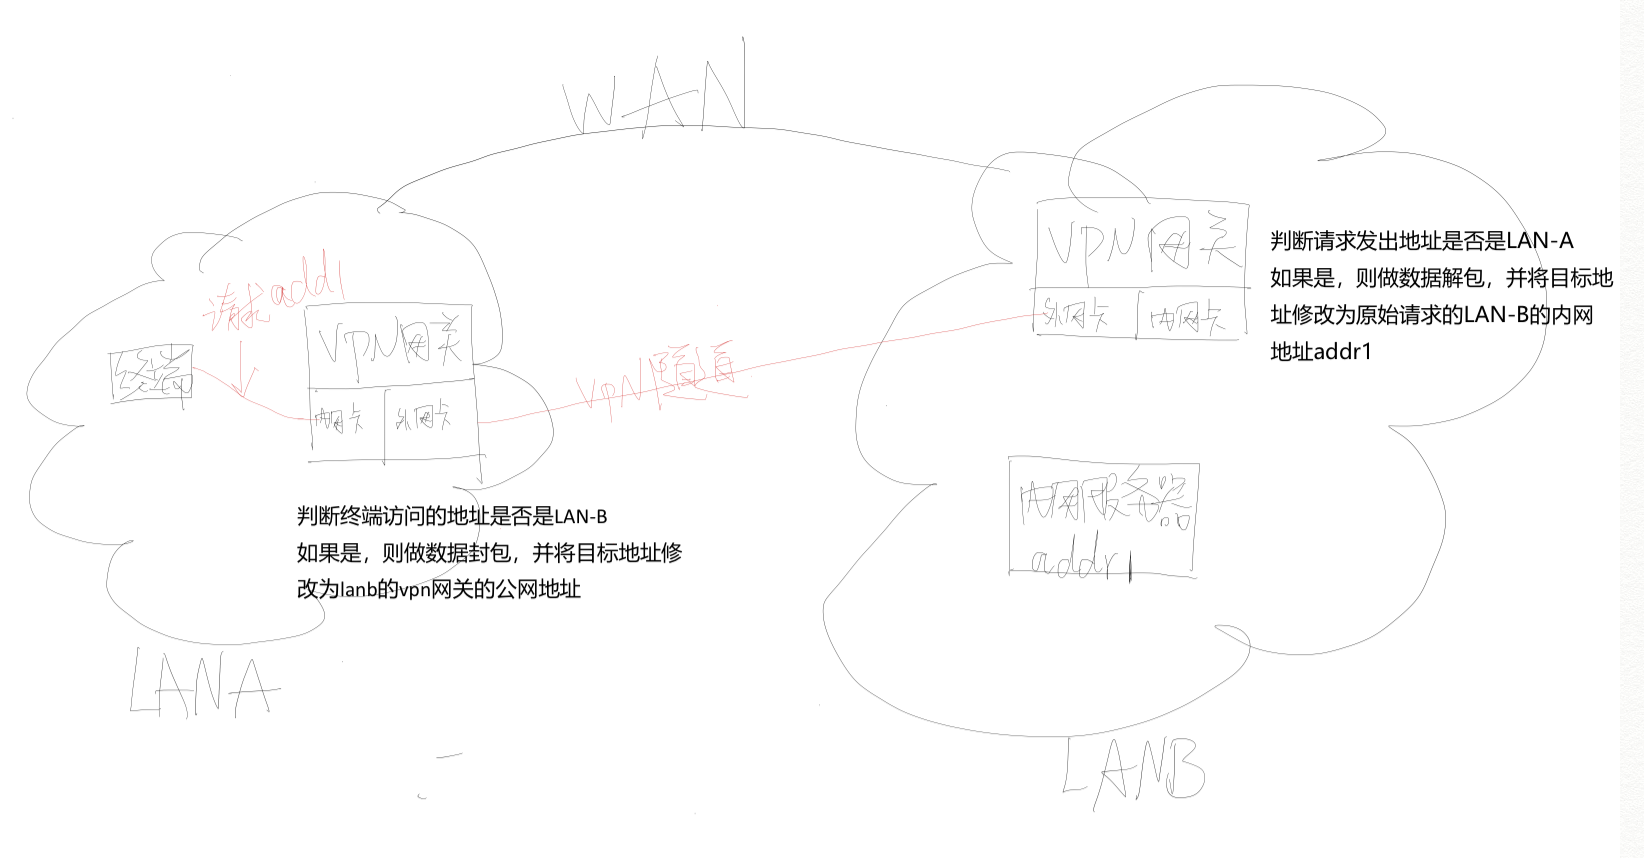 WAN
请求addr1
VPN网关
终端
内网卡
外网卡
VPN隧道
判断终端访问的地址是否是LAN-B
如果是，则做数据封包，并将目标地址修
改为lanb的vpn网关的公网地址
LANA
VPN网关
外网卡
内网卡
判断请求发出地址是否是LAN-A
如果是，则做数据解包，并将目标地
址修改为原始请求的LAN-B的内网
地址addr1
内网服务器
addr1
LANB